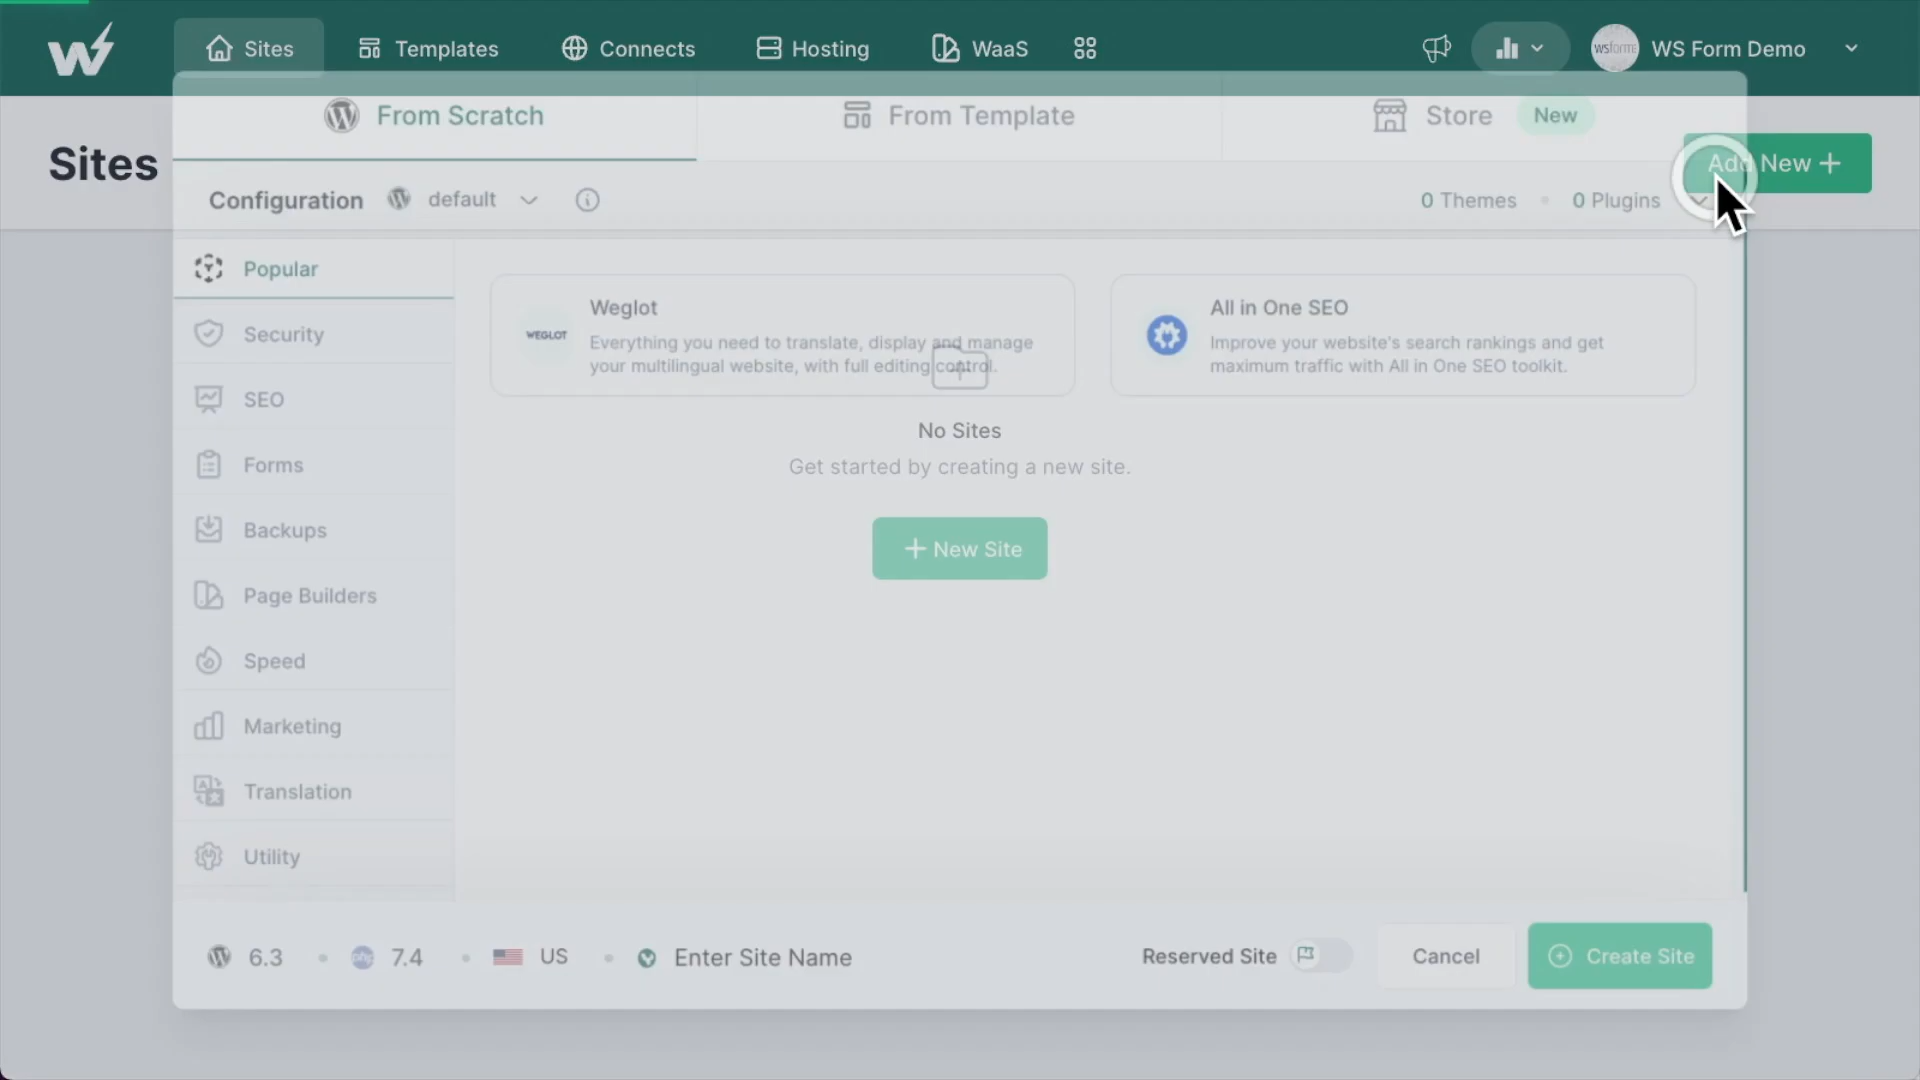 Sites
Templates
Connects
Hosting
WaaS
wsform
WS Form Demo
From Scratch
From Template
Store
New
Sites
Add New +
Configuration
default
0 Themes
0 Plugins
Popular
Security
SEO
Forms
Backups
Page Builders
Speed
Marketing
Translation
Utility
WEGLOT
Weglot
Everything you need to translate, display and manage
your multilingual website, with full editing control.
All in One SEO
Improve your website's search rankings and get
maximum traffic with All in One SEO toolkit.
No Sites
Get started by creating a new site.
+ New Site
6.3
php
7.4
US
Enter Site Name
Reserved Site
Cancel
Create Site